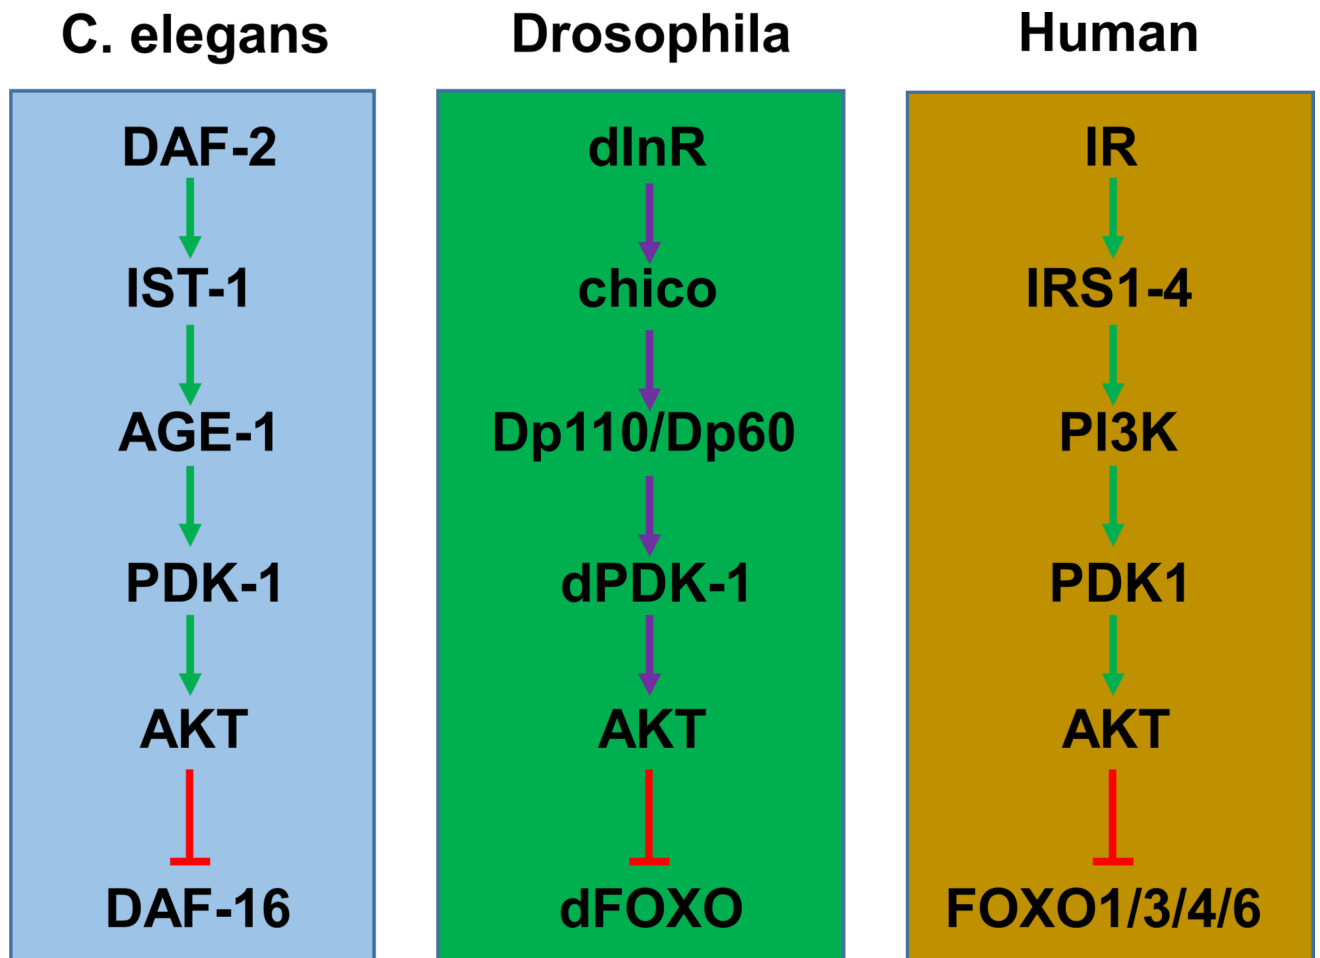 C. elegans
DAF-2
IST-1
AGE-1
PDK-1
AKT
DAF-16
Drosophila
dInR
chico
Dp110/Dp60
dPDK-1
AKT
dFOXO
Human
IR
IRS1-4
PI3K
PDK1
AKT
FOXO1/3/4/6